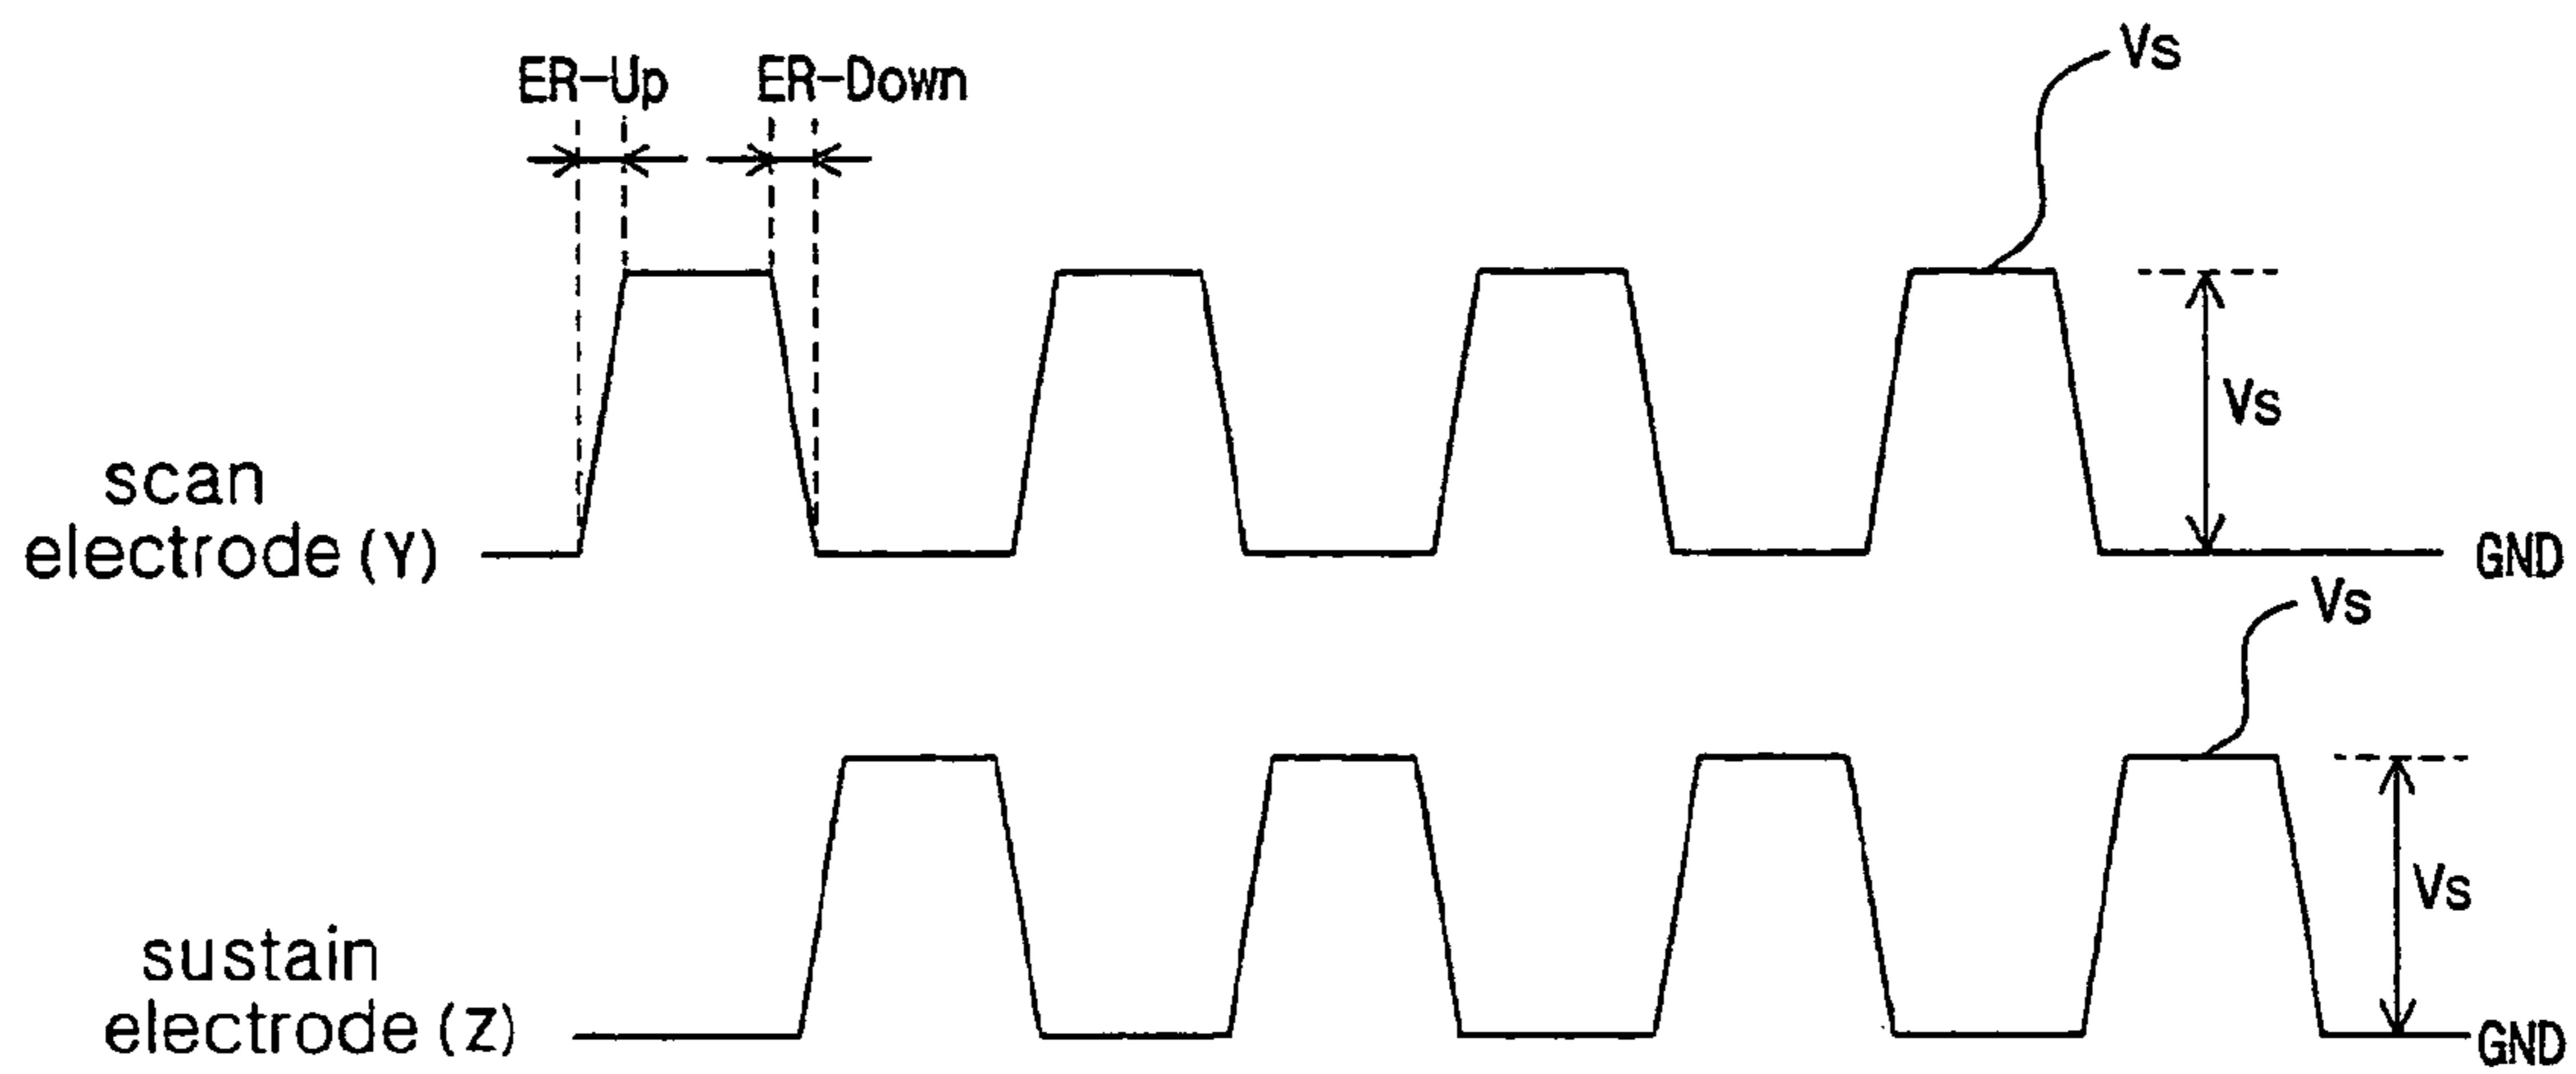 Vs
ER-Up
ER-Down
Vs
scan
electrode (Y)
GND
Vs
Vs
sustain
electrode (Z)
GND